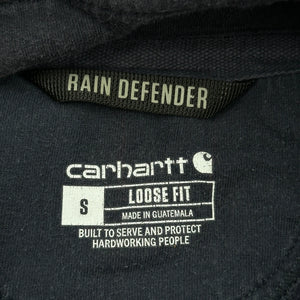 RAIN DEFENDER
carhartt
S LOOSE FIT
MADE IN GUATEMALA
BUILT TO SERVE AND PROTECT
HARDWORKING PEOPLE